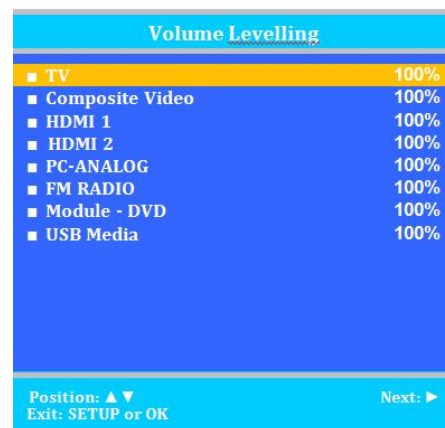 Volume Levelling
■ TV 100%
■ Composite Video 100%
■ HDMI 1 100%
■ HDMI 2 100%
■ PC-ANALOG 100%
■ FM RADIO 100%
■ Module - DVD 100%
■ USB Media 100%
Position: ▲ ▼ Next: ►
Exit: SETUP or OK